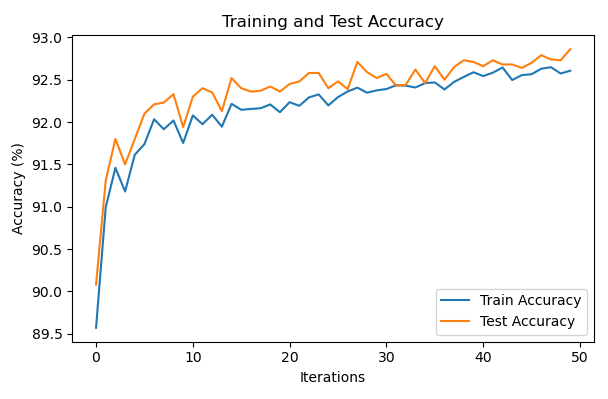 Training and Test Accuracy
Accuracy (%)
93.0
92.5
92.0
91.5
91.0
90.5
90.0
89.5
0
10
20
30
40
50
Iterations
Train Accuracy
Test Accuracy